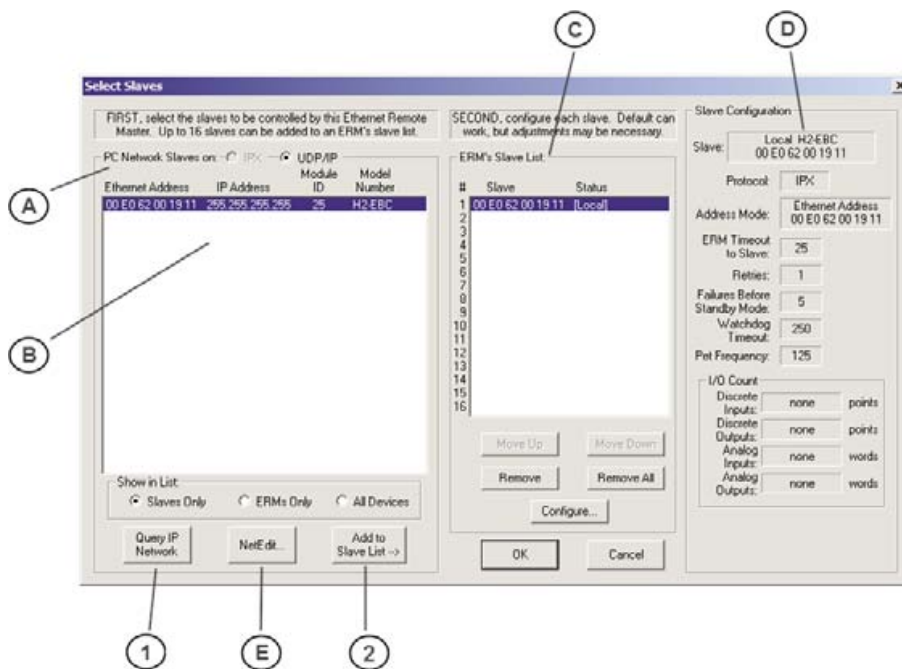 C
D
Select Slaves
FIRST, select the slaves to be controlled by this Ethernet Remote
Master. Up to 16 slaves can be added to an ERM's slave list.
SECOND, configure each slave. Default can
work, but adjustments may be necessary.
PC Network Slaves on: IPX UDP/IP
Ethernet Address IP Address Module ID Model Number
00 E0 62 00 19 11 255.255.255.255 25 H2-EBC
A
B
Show in List
Slaves Only ERMs Only All Devices
Query IP
Network
NetEdit...
Add to
Slave List -->
ERM's Slave List
# Slave Status
1 00 E0 62 00 19 11 [Local]
2
3
4
5
6
7
8
9
10
11
12
13
14
15
16
Move Up Move Down
Remove Remove All
Configure...
OK Cancel
Slave Configuration
Slave: Local H2-EBC
00 E0 62 00 19 11
Protocol: IPX
Address Mode: Ethernet Address
00 E0 62 00 19 11
ERM Timeout
to Slave: 25
Retries: 1
Failures Before
Standby Mode: 5
Watchdog
Timeout: 250
Pet Frequency: 125
I/O Count
Discrete
Inputs: none points
Discrete
Outputs: none points
Analog
Inputs: none words
Analog
Outputs: none words
1
E
2